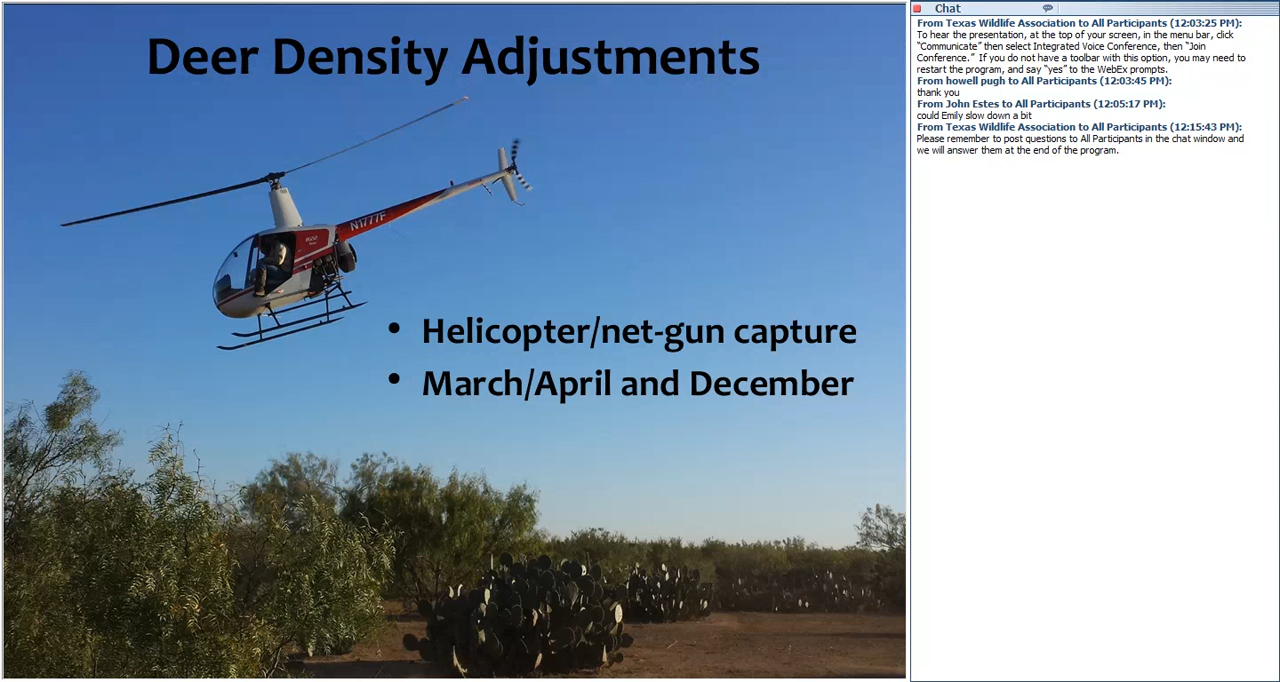 Deer Density Adjustments
N1777F
• Helicopter/net-gun capture
• March/April and December
Chat
From Texas Wildlife Association to All Participants (12:03:25 PM):
To hear the presentation, at the top of your screen, in the menu bar, click
“Communicate” then select Integrated Voice Conference, then “Join
Conference.” If you do not have a toolbar with this option, you may need to
restart the program, and say “yes” to the WebEx prompts.
From howell pugh to All Participants (12:03:45 PM):
thank you
From John Estes to All Participants (12:05:17 PM):
could Emily slow down a bit
From Texas Wildlife Association to All Participants (12:15:43 PM):
Please remember to post questions to All Participants in the chat window and
we will answer them at the end of the program.